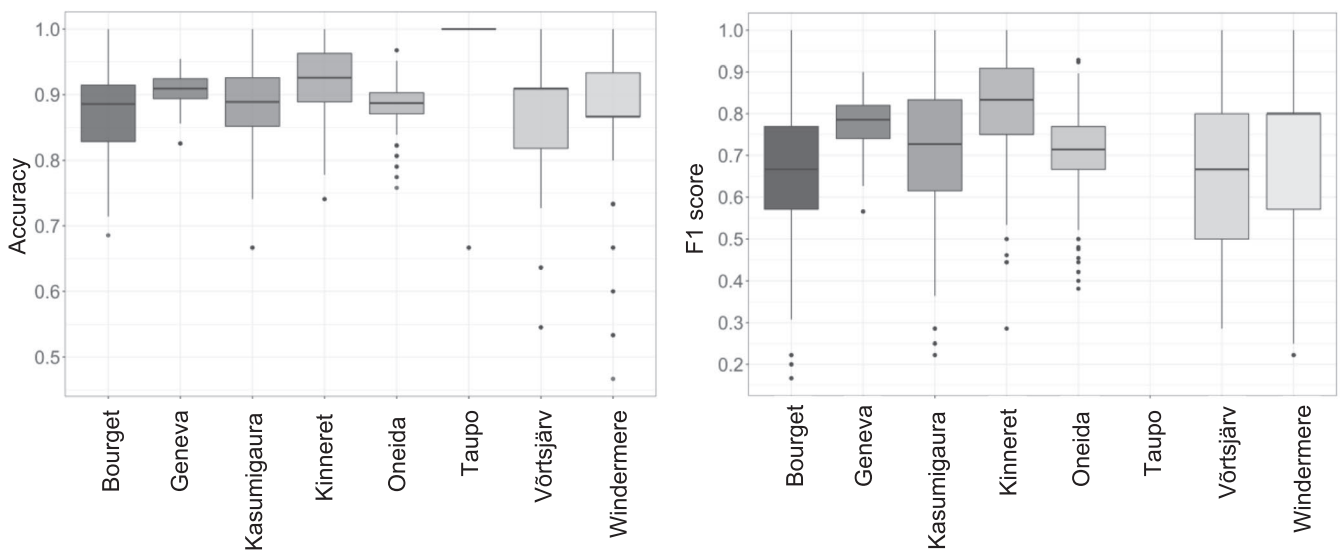 Accuracy
1.0
0.9
0.8
0.7
0.6
0.5
Bourget
Geneva
Kasumigaura
Kinneret
Oneida
Taupo
Võrtsjärv
Windermere
F1 score
1.0
0.9
0.8
0.7
0.6
0.5
0.4
0.3
0.2
Bourget
Geneva
Kasumigaura
Kinneret
Oneida
Taupo
Võrtsjärv
Windermere